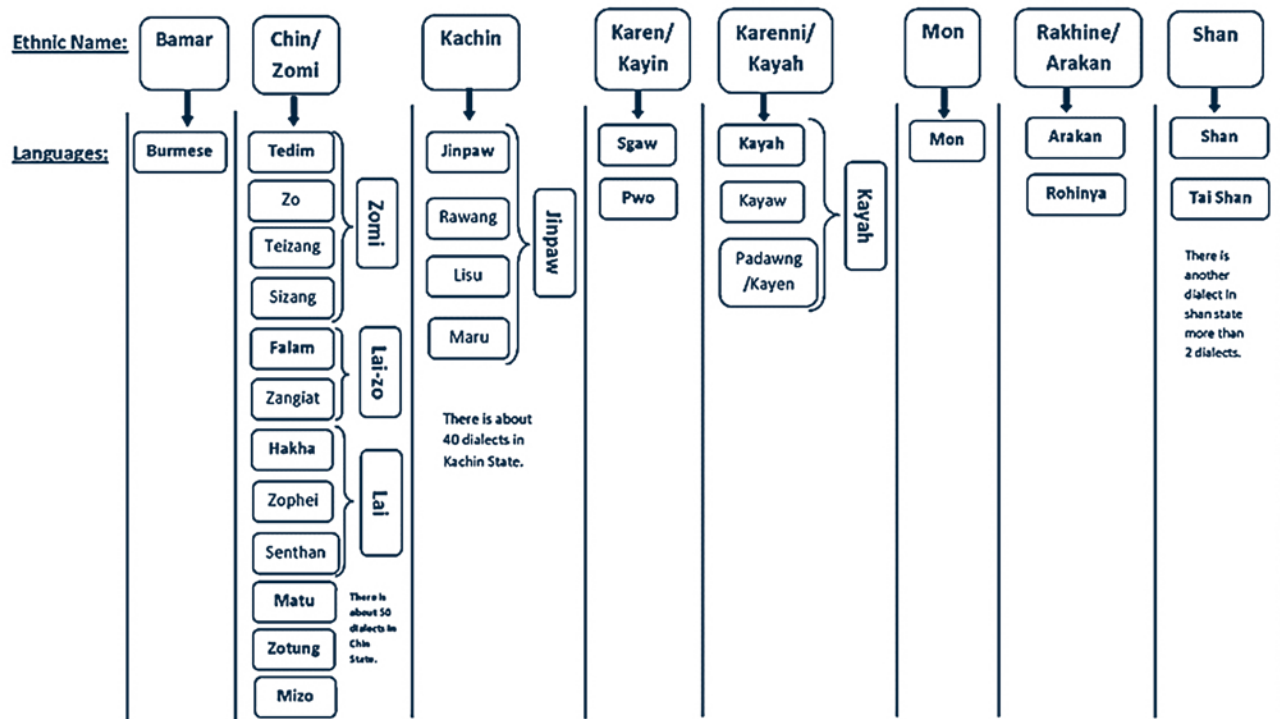 Ethnic Name:
Bamar
Chin/
Zomi
Kachin
Karen/
Kayin
Karenni/
Kayah
Mon
Rakhine/
Arakan
Shan
Languages:
Burmese
Tedim
Zo
Teizang
Sizang
Zomi
Falam
Zangiat
Lai-zo
Hakha
Zophei
Senthan
Lai
Matu
Zotung
Mizo
There is
about 50
dialects in
Chin
State.
Jinpaw
Rawang
Lisu
Maru
Jinpaw
There is about
40 dialects in
Kachin State.
Sgaw
Pwo
Kayah
Kayaw
Padawng
/Kayen
Kayah
Mon
Arakan
Rohinya
Shan
Tai Shan
There is
another
dialect in
shan state
more than
2 dialects.